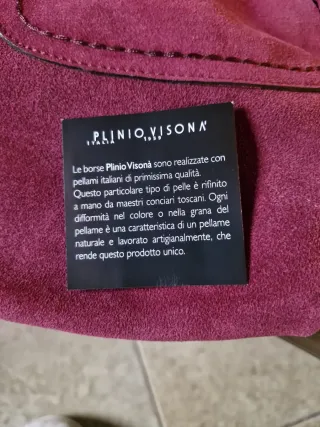 PLINIO VISONA'
ITALIA 1959
Le borse Plinio Visonà sono realizzate con
pellami italiani di primissima qualità.
Questo particolare tipo di pelle è rifinito
a mano da maestri conciari toscani. Ogni
difformità nel colore o nella grana del
pellame è una caratteristica di un pellame
naturale e lavorato artigianalmente, che
rende questo prodotto unico.